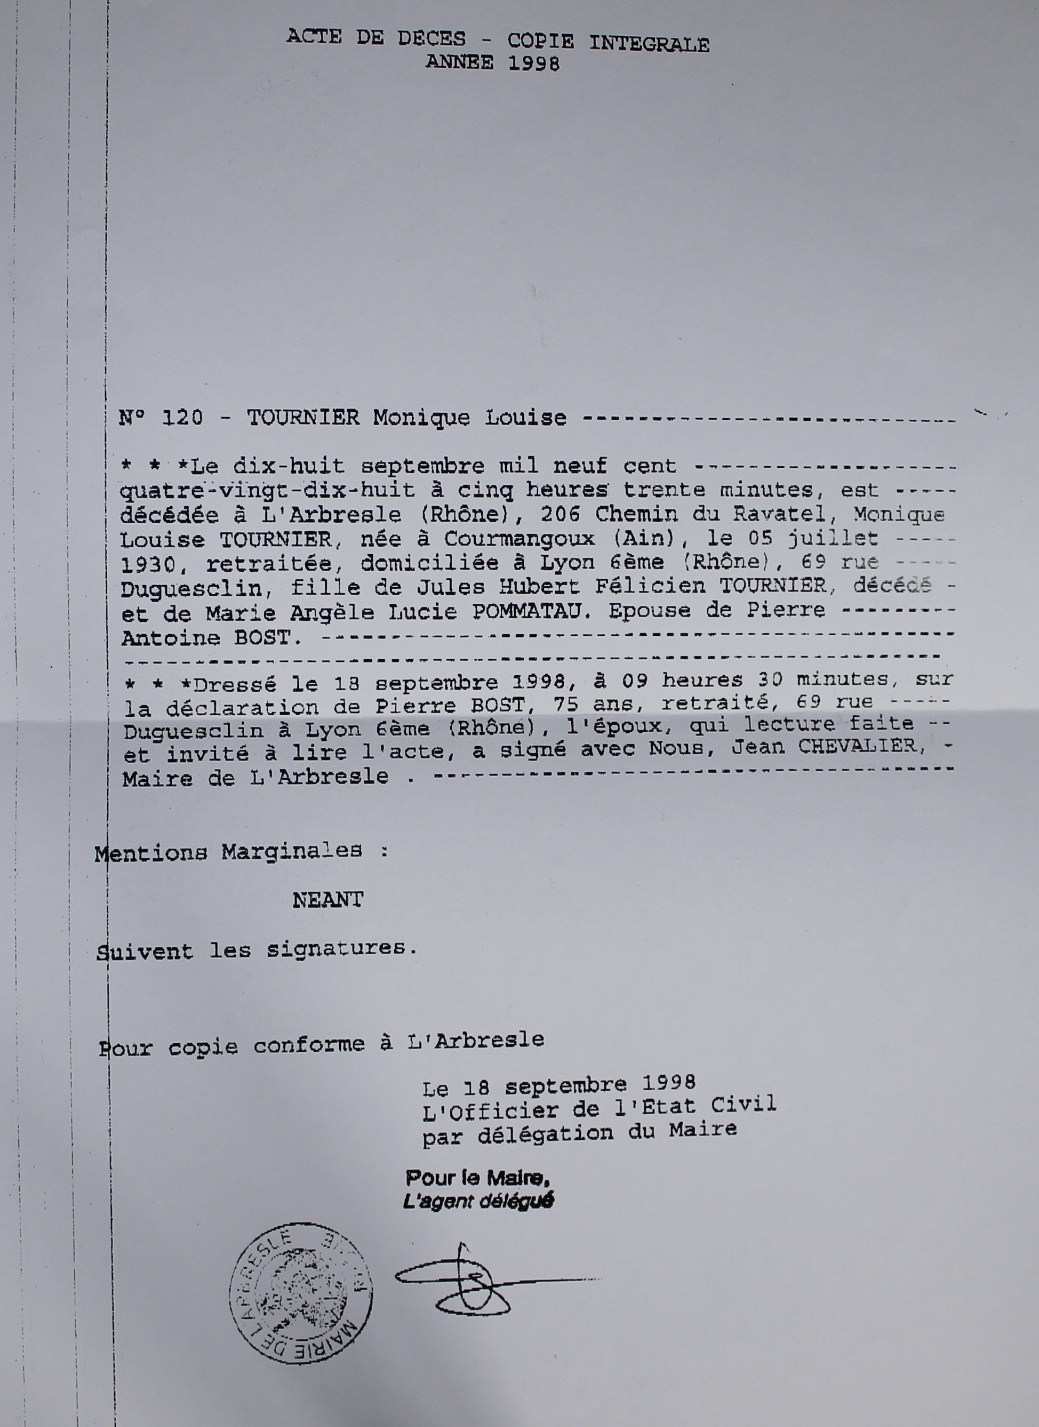 ACTE DE DECES - COPIE INTEGRALE
ANNEE 1998
N° 120 - TOURNIER Monique Louise ---------------------------
* * *Le dix-huit septembre mil neuf cent -------------------
quatre-vingt-dix-huit à cinq heures trente minutes, est -----
décédée à L'Arbresle (Rhône), 206 Chemin du Ravatel, Monique
Louise TOURNIER, née à Courmangoux (Ain), le 05 juillet -----
1930, retraitée, domiciliée à Lyon 6ème (Rhône), 69 rue -----
Duguesclin, fille de Jules Hubert Félicien TOURNIER, décédé -
et de Marie Angèle Lucie POMMATAU. Epouse de Pierre ---------
Antoine BOST. -----------------------------------------------
-------------------------------------------------------------
* * *Dressé le 18 septembre 1998, à 09 heures 30 minutes, sur
la déclaration de Pierre BOST, 75 ans, retraité, 69 rue -----
Duguesclin à Lyon 6ème (Rhône), l'époux, qui lecture faite --
et invité à lire l'acte, a signé avec Nous, Jean CHEVALIER, -
Maire de L'Arbresle . ---------------------------------------
Mentions Marginales :
NEANT
Suivent les signatures.
Pour copie conforme à L'Arbresle
Le 18 septembre 1998
L'Officier de l'Etat Civil
par délégation du Maire
Pour le Maire,
L'agent délégué
MAIRIE DE L'ARBRESLE